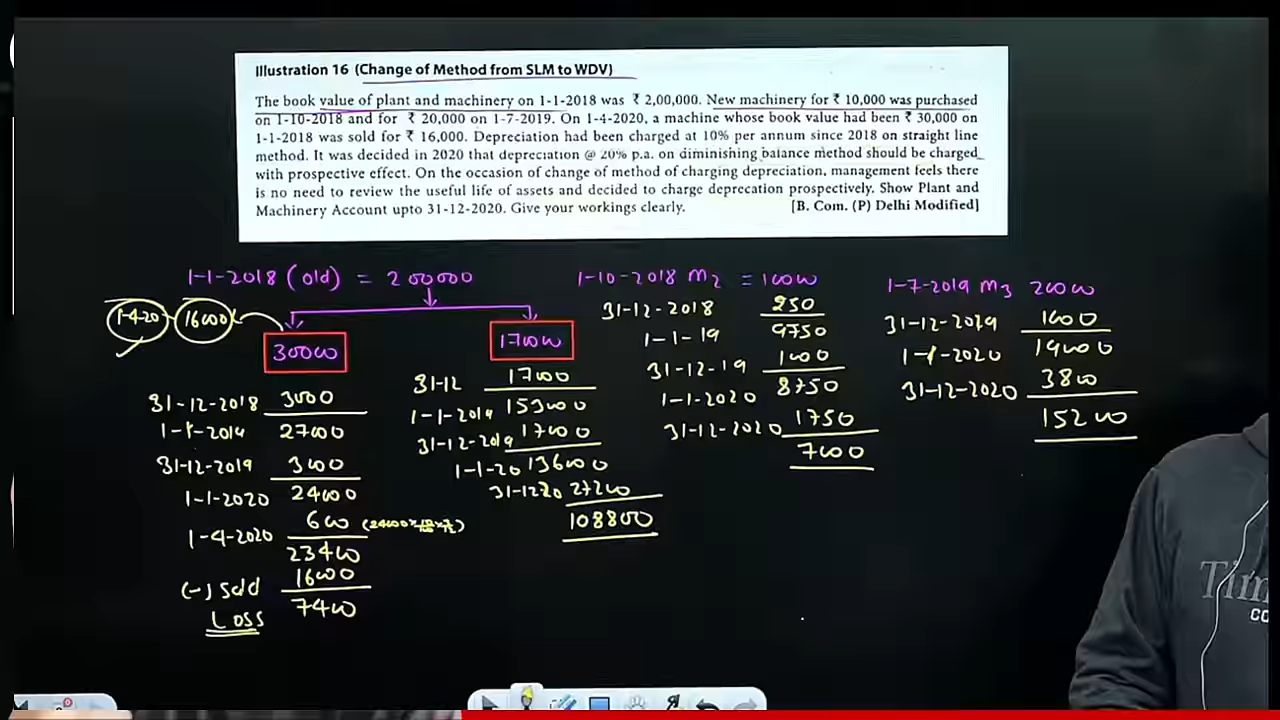 Illustration 16 (Change of Method from SLM to WDV)
The book value of plant and machinery on 1-1-2018 was ₹ 2,00,000. New machinery for ₹ 10,000 was purchased
on 1-10-2018 and for ₹ 20,000 on 1-7-2019. On 1-4-2020, a machine whose book value had been ₹ 30,000 on
1-1-2018 was sold for ₹ 16,000. Depreciation had been charged at 10% per annum since 2018 on straight line
method. It was decided in 2020 that depreciation @ 20% p.a. on diminishing balance method should be charged
with prospective effect. On the occasion of change of method of charging depreciation, management feels there
is no need to review the useful life of assets and decided to charge deprecation prospectively. Show Plant and
Machinery Account upto 31-12-2020. Give your workings clearly. [B. Com. (P) Delhi Modified]
1-1-2018 (old) = 200000
1-4-20 16000
30000
170000
31-12-2018 3000
1-1-2019 27000
31-12-2019 3000
1-1-2020 24000
1-4-2020 600
23400
(-) Sold 16000
Loss 7400
31-12 17000
1-1-2019 153000
31-12-2019 17000
1-1-20 136000
31-12-20 27200
108800
1-10-2018 M2 = 10000
31-12-2018 250
1-1-19 9750
31-12-19 1000
1-1-2020 8750
31-12-2020 1750
7000
1-7-2019 M3 20000
31-12-2019 1000
1-1-2020 19000
31-12-2020 3800
15200